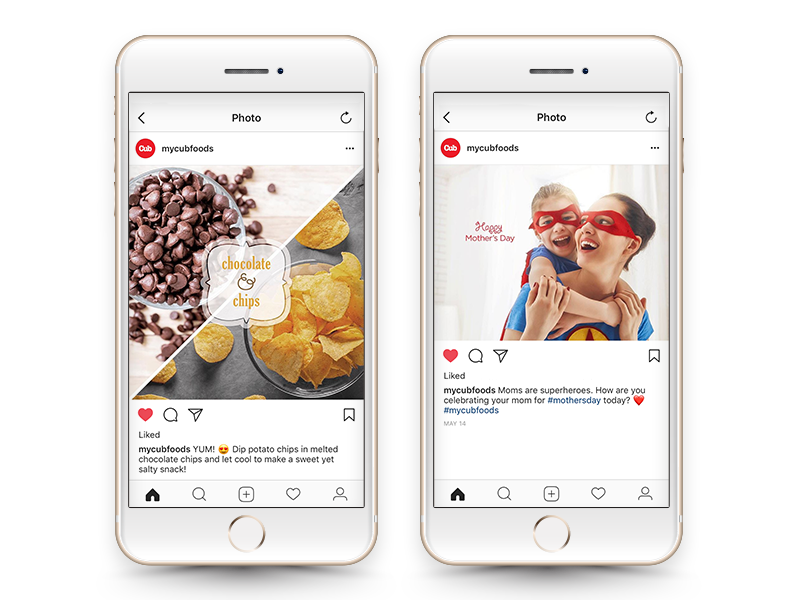 Photo
Cub mycubfoods
chocolate
&
chips
Liked
mycubfoods YUM! 😍 Dip potato chips in melted
chocolate chips and let cool to make a sweet yet
salty snack!
Photo
Cub mycubfoods
Happy
Mother's Day
Liked
mycubfoods Moms are superheroes. How are you
celebrating your mom for #mothersday today? ❤️
#mycubfoods
MAY 14